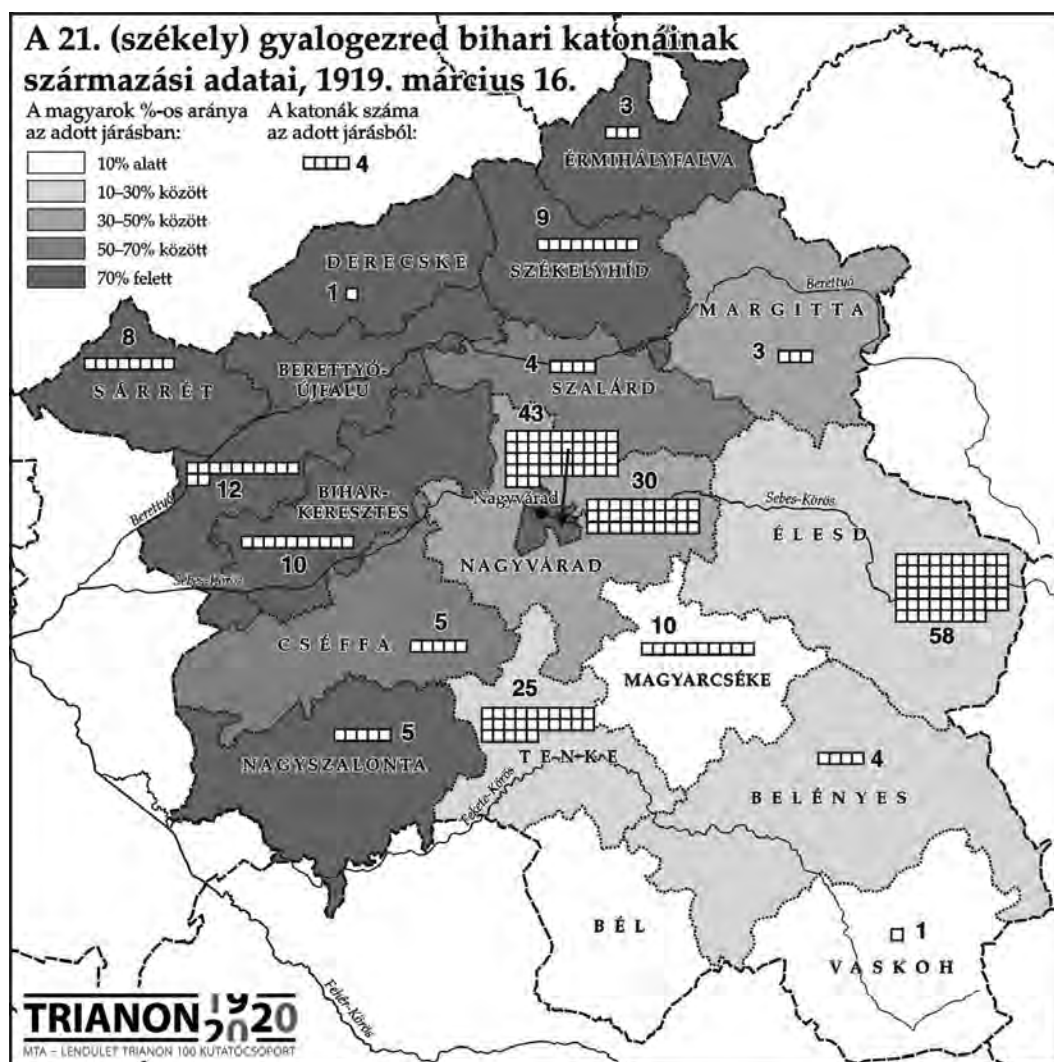 A 21. (székely) gyalogezred bihari katonáinak
származási adatai, 1919. március 16.
A magyarok %-os aránya
az adott járásban:
10% alatt
10–30% között
30–50% között
50–70% között
70% felett
A katonák száma
az adott járásból:
4
3
ÉRMIHÁLYFALVA
9
SZÉKELYHÍD
DERECSKE
1
Berettyó
MARGITTA
3
8
SÁRRÉT
BERETTYÓ-
ÚJFALU
4
SZALÁRD
43
Nagyvárad
30
NAGYVÁRAD
12
Berettyó
BIHAR-
KERESZTES
10
Sebes-Körös
Sebes-Körös
ÉLESD
58
5
CSÉFFA
10
MAGYARCSÉKE
25
TENKE
5
NAGYSZALONTA
Fekete-Körös
4
BELÉNYES
BÉL
1
VASKOH
Fehér-Körös
TRIANON 1920
2020
MTA – LENDÜLET TRIANON 100 KUTATÓCSOPORT